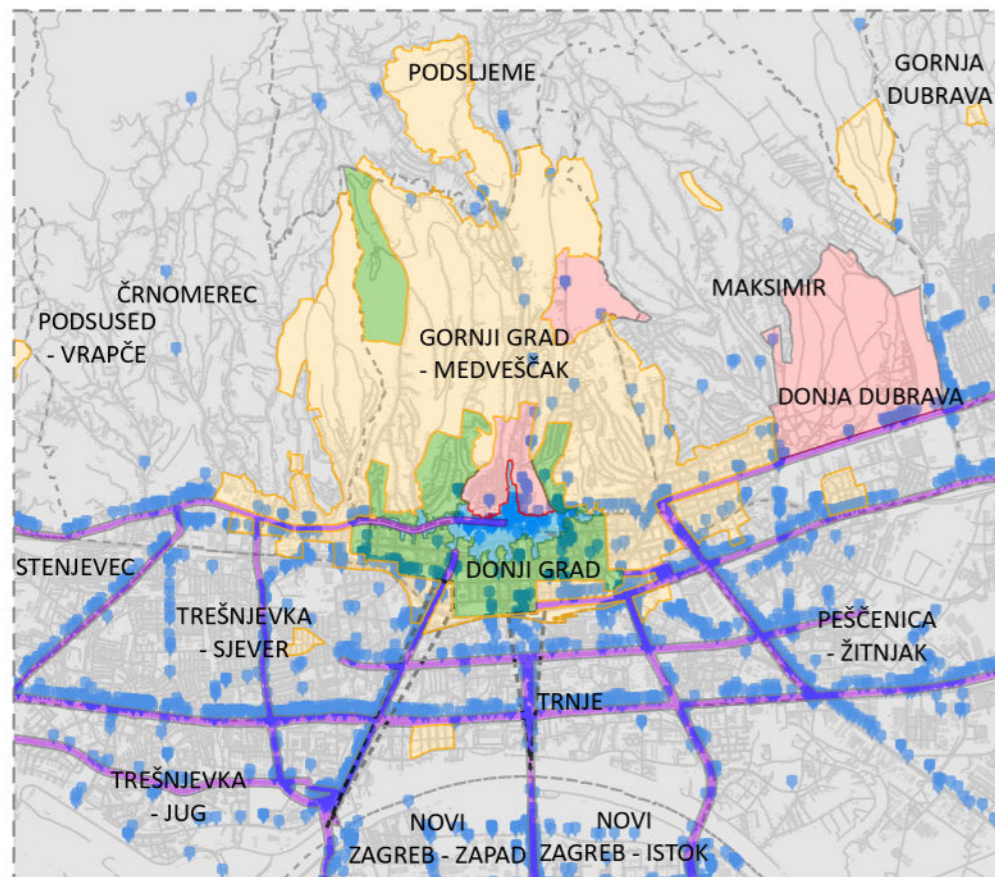 PODSLJEME
GORNJA
DUBRAVA
ČRNOMEREC
PODSUSED
- VRAPČE
MAKSIMIR
GORNJI GRAD
- MEDVEŠČAK
DONJA DUBRAVA
STENJEVEC
DONJI GRAD
TREŠNJEVKA
- SJEVER
PEŠČENICA
- ŽITNJAK
TRNJE
TREŠNJEVKA
- JUG
NOVI
ZAGREB - ZAPAD
NOVI
ZAGREB - ISTOK